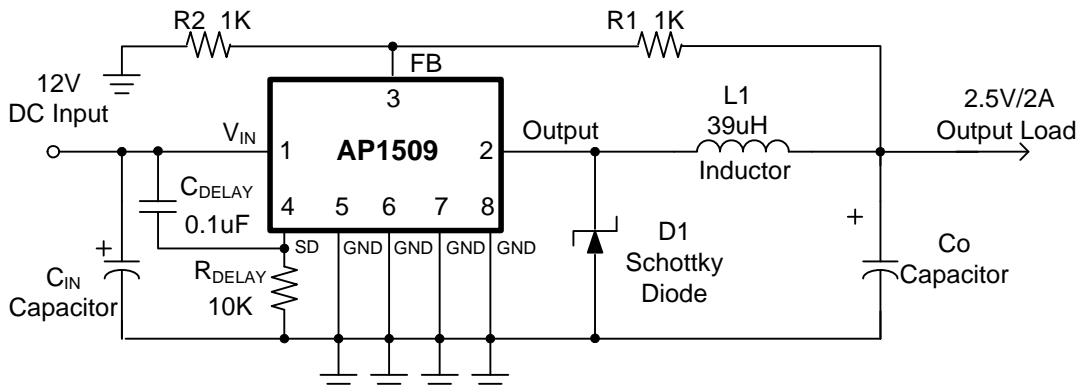 R2 1K
R1 1K
FB
12V
DC Input
3
L1
39uH
Inductor
2.5V/2A
Output Load
VIN
1
AP1509
2
Output
CDELAY
0.1uF
4
5
6
7
8
SD
GND
GND
GND
GND
+
CIN
Capacitor
RDELAY
10K
D1
Schottky
Diode
+
Co
Capacitor